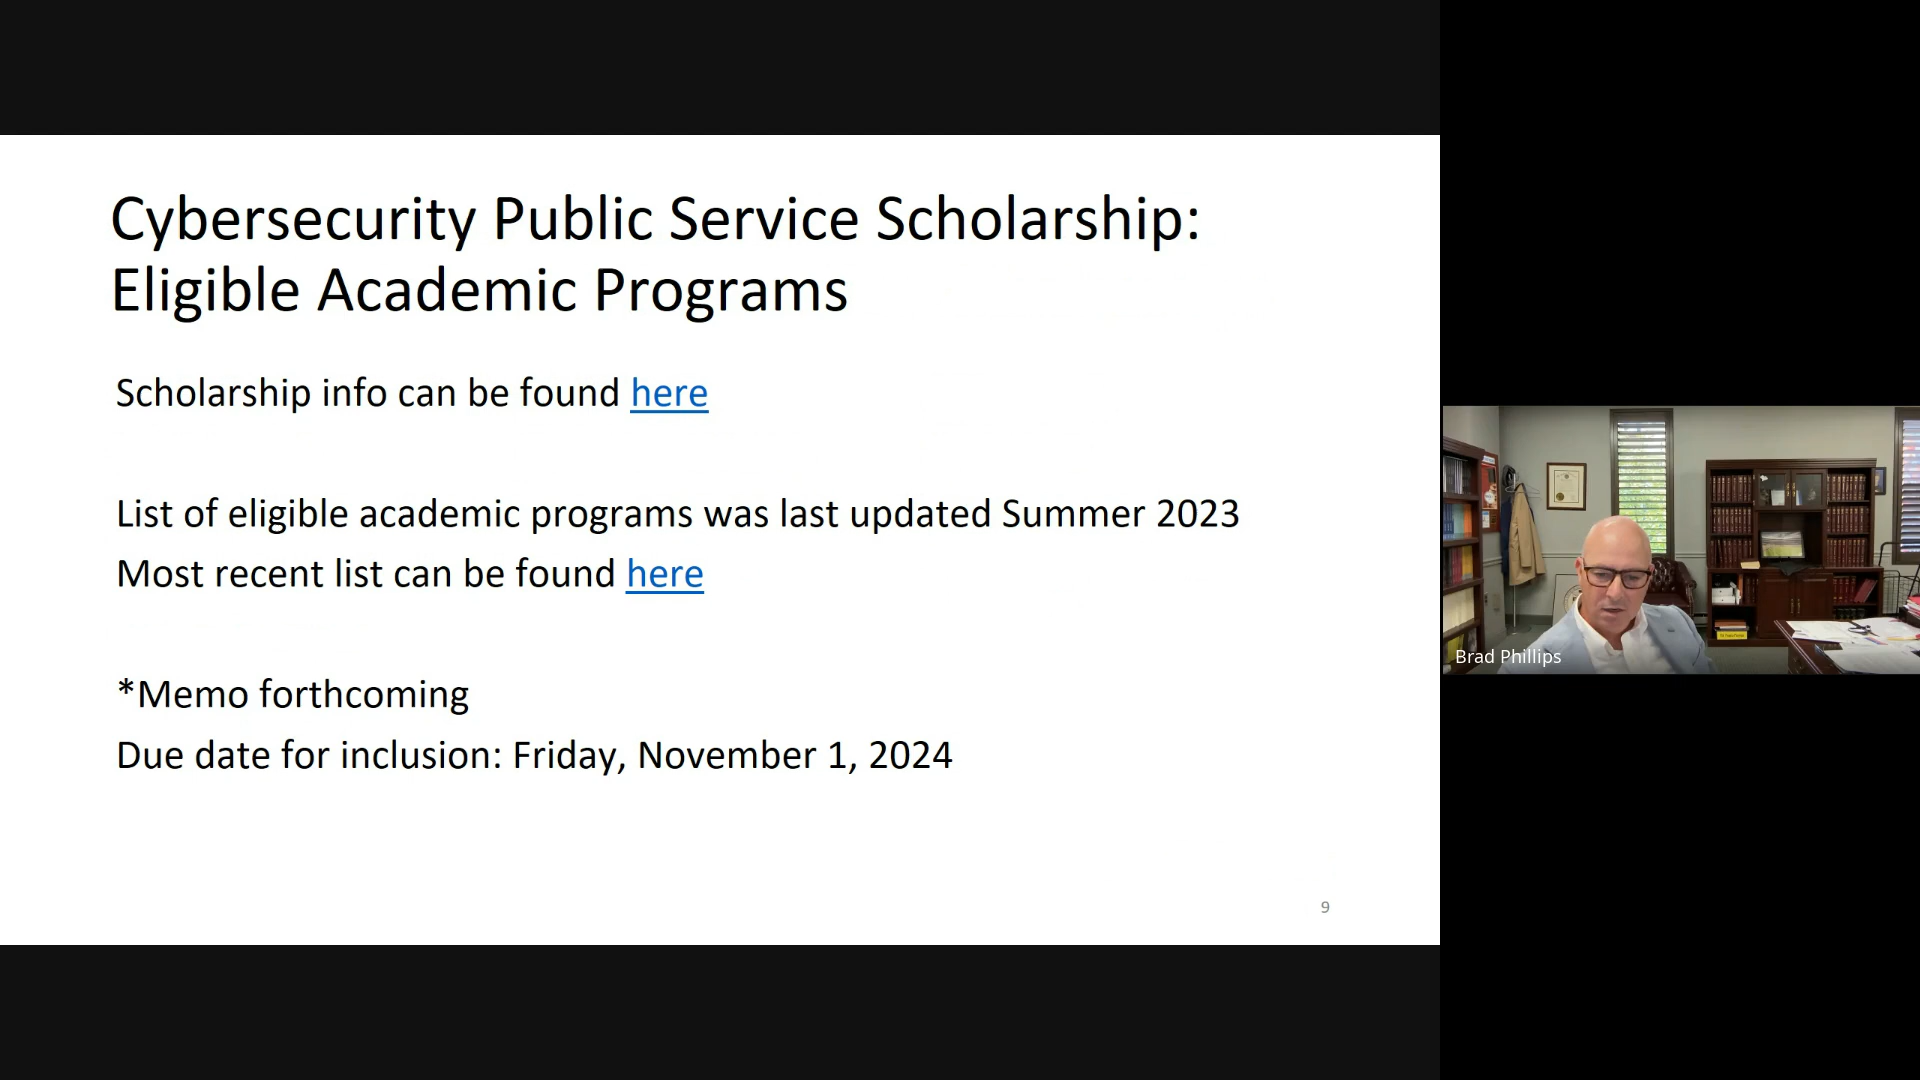 Cybersecurity Public Service Scholarship:
Eligible Academic Programs
Scholarship info can be found here
List of eligible academic programs was last updated Summer 2023
Most recent list can be found here
*Memo forthcoming
Due date for inclusion: Friday, November 1, 2024
9
Brad Phillips